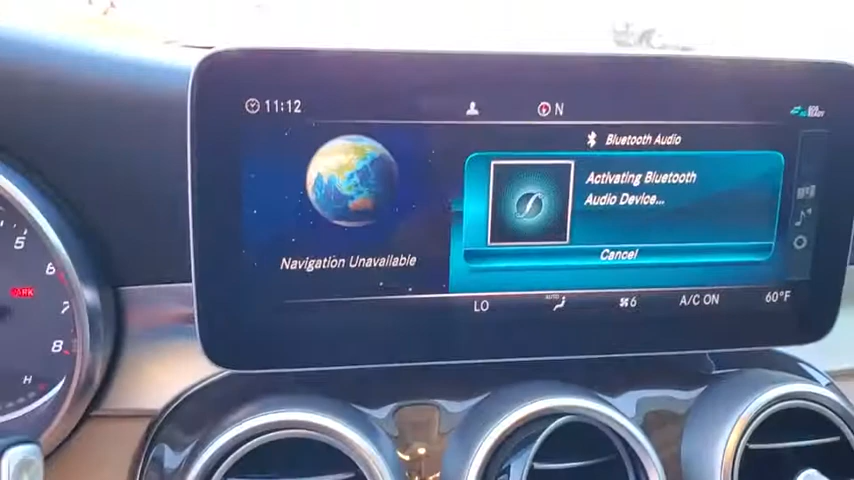 11:12
N
READY
Bluetooth Audio
Activating Bluetooth
Audio Device...
Cancel
Navigation Unavailable
LO
AUTO
6
A/C ON
60°F
5
6
7
8
H